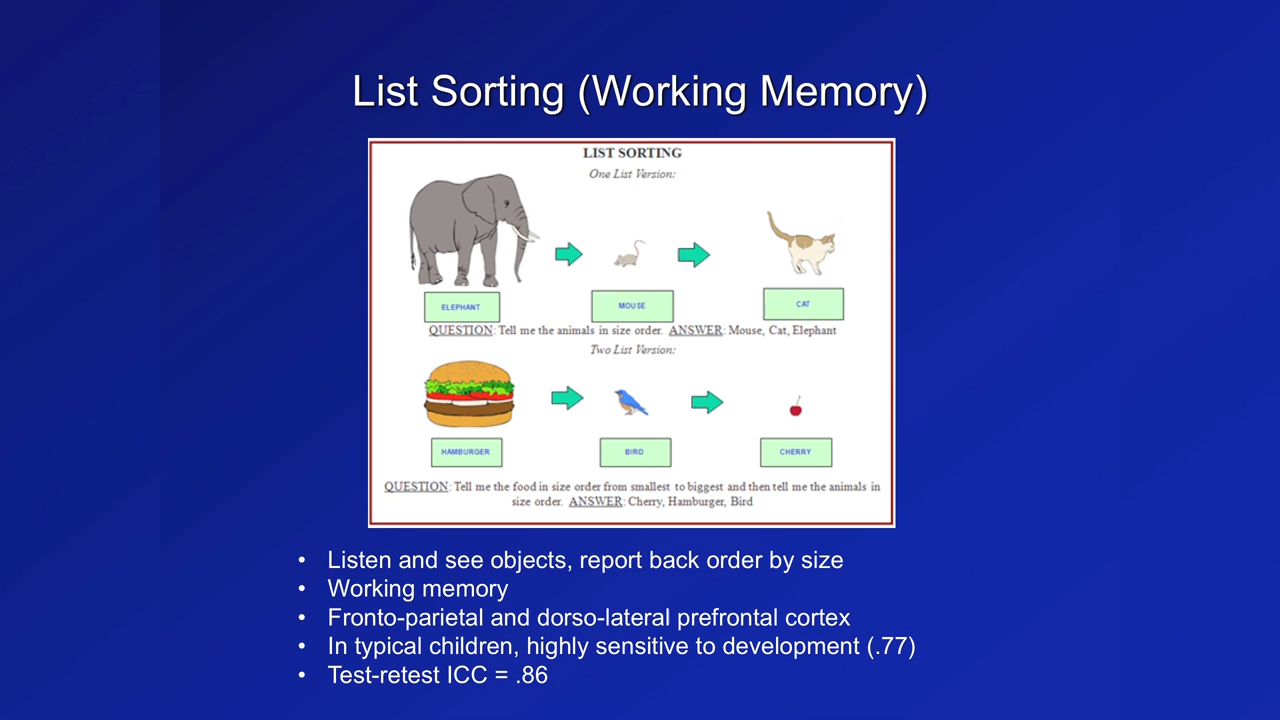 List Sorting (Working Memory)
LIST SORTING
One List Version:
ELEPHANT
MOUSE
CAT
QUESTION: Tell me the animals in size order. ANSWER: Mouse, Cat, Elephant
Two List Version:
HAMBURGER
BIRD
CHERRY
QUESTION: Tell me the food in size order from smallest to biggest and then tell me the animals in
size order. ANSWER: Cherry, Hamburger, Bird
• Listen and see objects, report back order by size
• Working memory
• Fronto-parietal and dorso-lateral prefrontal cortex
• In typical children, highly sensitive to development (.77)
• Test-retest ICC = .86